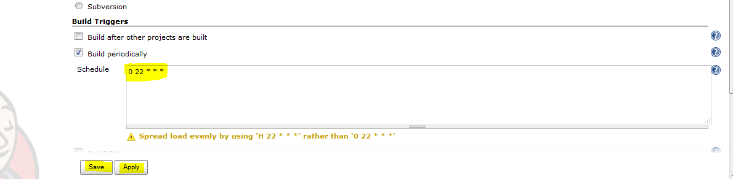 Subversion
Build Triggers
Build after other projects are built
Build periodically
Schedule
0 22 * * *
Spread load evenly by using 'H 22 * * *' rather than '0 22 * * *'
Save
Apply